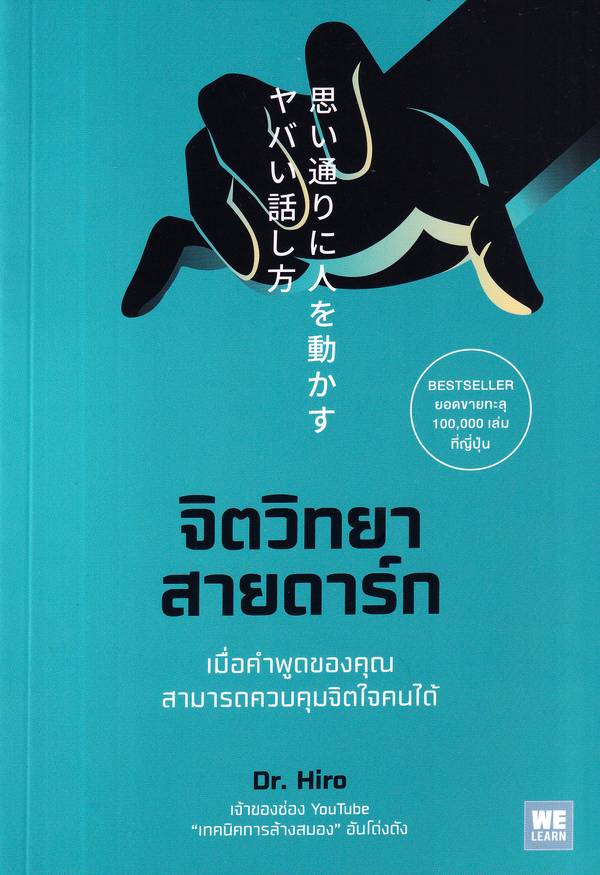 思い通りに人を動かす
ヤバい話し方
BESTSELLER
ยอดขายทะลุ
100,000 เล่ม
ที่ญี่ปุ่น
จิตวิทยา
สายดาร์ก
เมื่อคำพูดของคุณ
สามารถควบคุมจิตใจคนได้
Dr. Hiro
เจ้าของช่อง YouTube
“เทคนิคการล้างสมอง” อันโด่งดัง
WE
LEARN